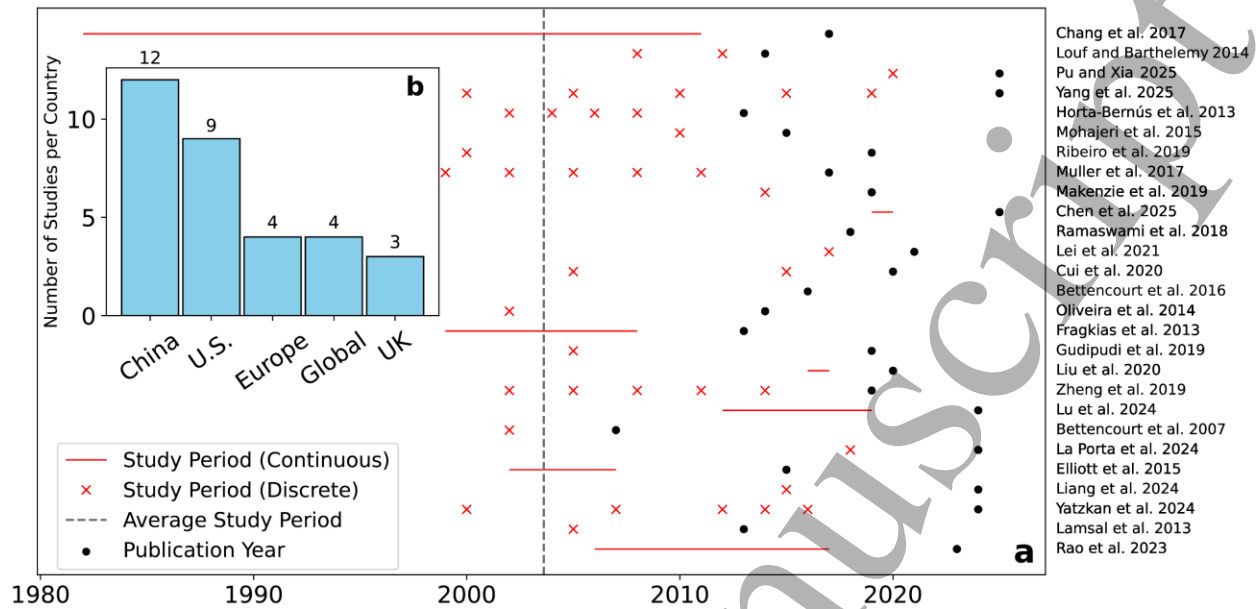 Chang et al. 2017
Louf and Barthelemy 2014
Pu and Xia 2025
Yang et al. 2025
Horta-Bernús et al. 2013
Mohajeri et al. 2015
Ribeiro et al. 2019
Muller et al. 2017
Makenzie et al. 2019
Chen et al. 2025
Ramaswami et al. 2018
Lei et al. 2021
Cui et al. 2020
Bettencourt et al. 2016
Oliveira et al. 2014
Fragkias et al. 2013
Gudipudi et al. 2019
Liu et al. 2020
Zheng et al. 2019
Lu et al. 2024
Bettencourt et al. 2007
La Porta et al. 2024
Elliott et al. 2015
Liang et al. 2024
Yatzkan et al. 2024
Lamsal et al. 2013
Rao et al. 2023
b
Number of Studies per Country
10
5
0
12
9
4
4
3
China
U.S.
Europe
Global
UK
Study Period (Continuous)
Study Period (Discrete)
Average Study Period
Publication Year
a
1980 1990 2000 2010 2020
nuscript